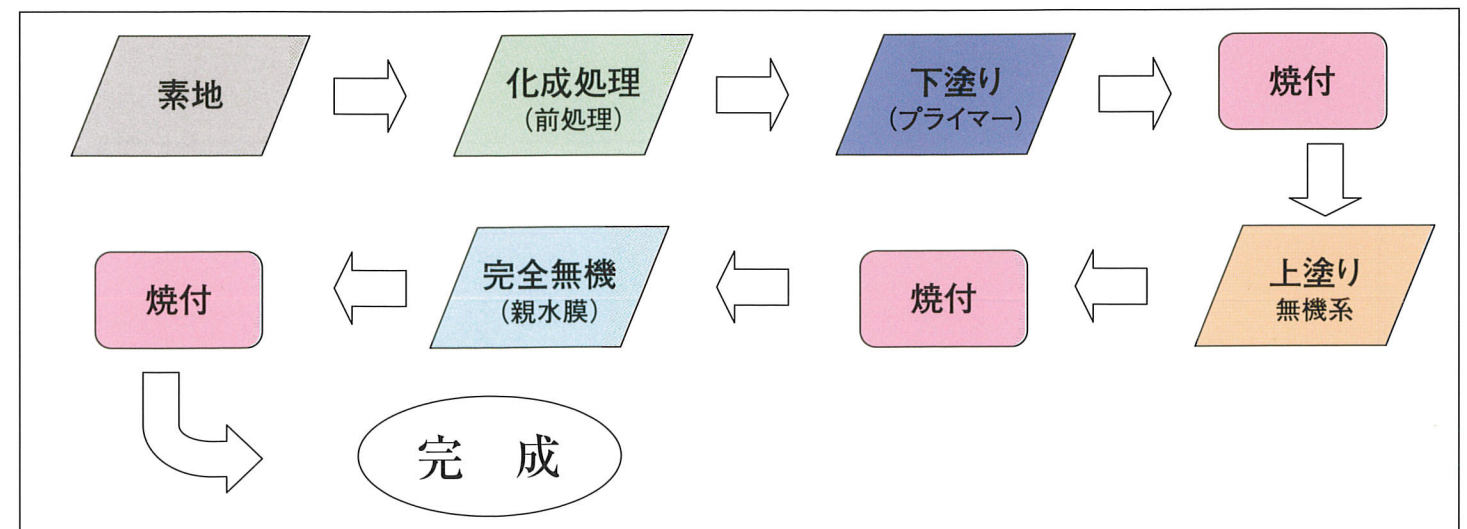 素地
化成処理
(前処理)
下塗り
(プライマー)
焼付
上塗り
無機系
焼付
完全無機
(親水膜)
焼付
完 成